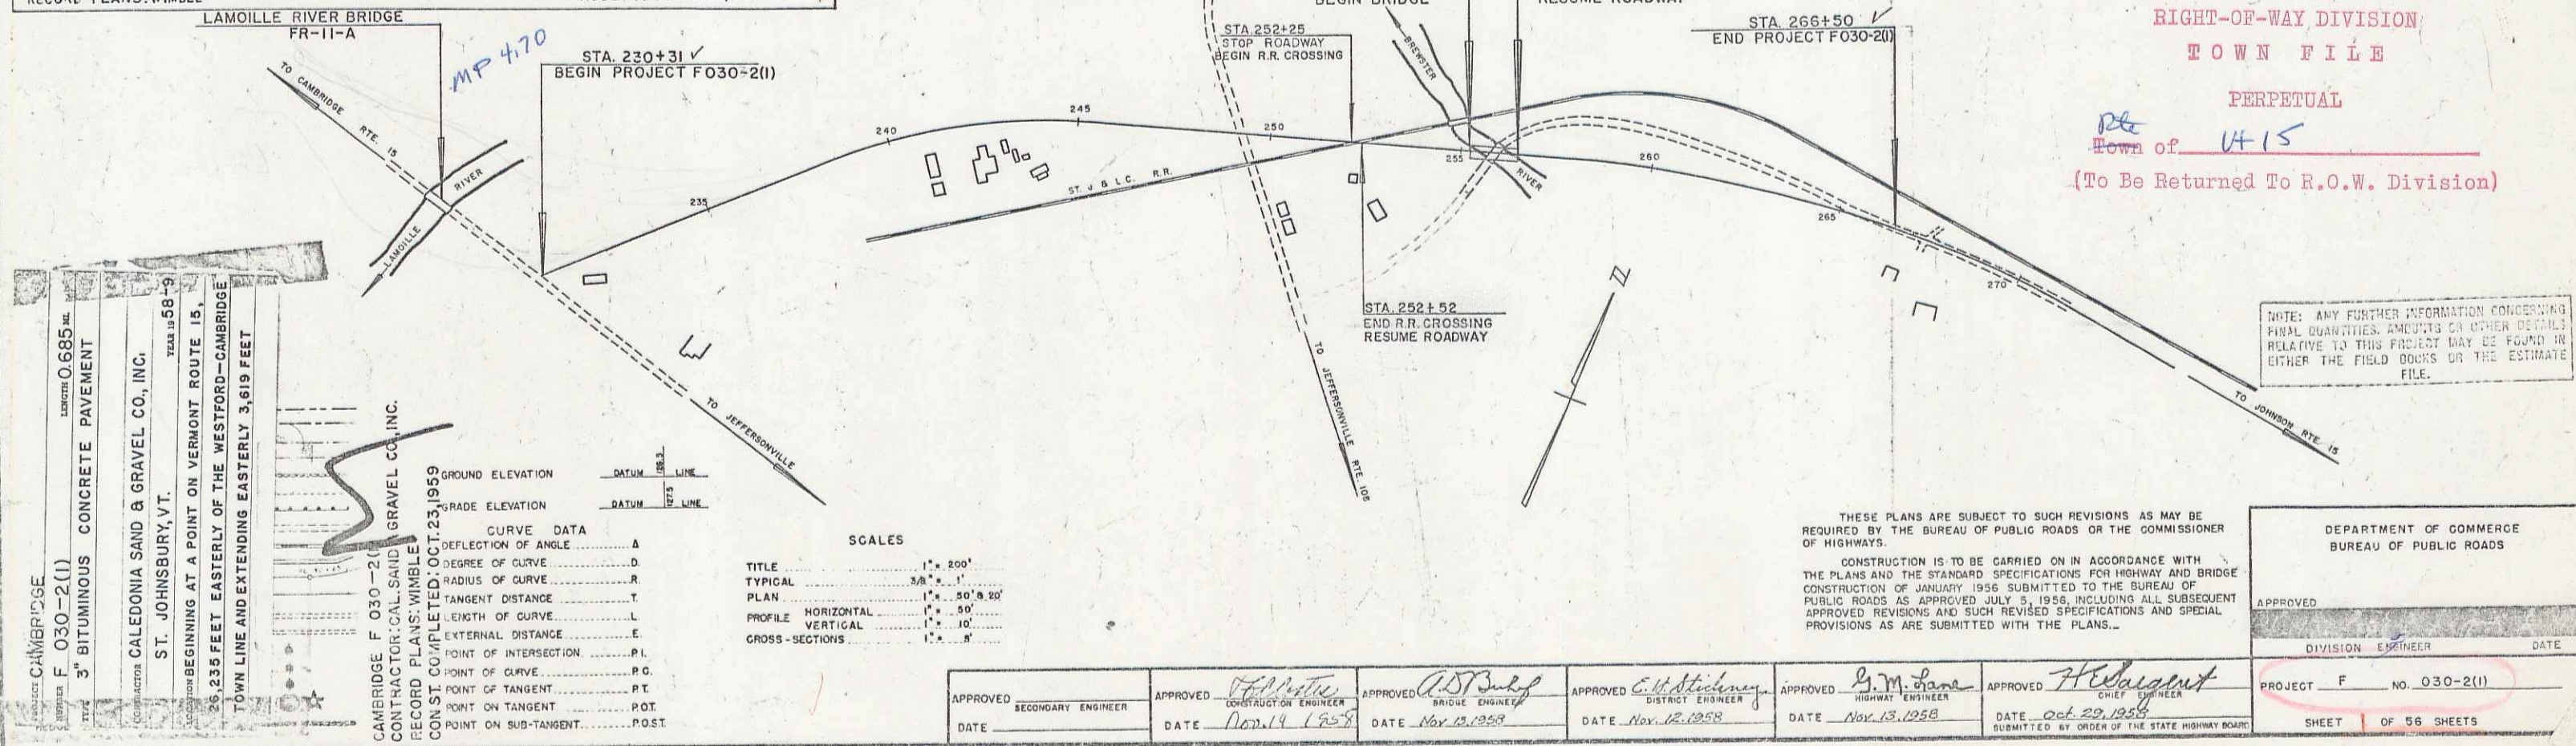 LAMOILLE RIVER BRIDGE
FR-11-A
MP 4.70
STA. 230+31 ✓
BEGIN PROJECT F030-2(1)
STA. 252+25
STOP ROADWAY
BEGIN R.R. CROSSING
BEGIN BRIDGE
RESUME ROADWAY
STA. 266+50 ✓
END PROJECT F030-2(1)
RIGHT-OF-WAY DIVISION
TOWN FILE
PERPETUAL
Rte
Town of
(To Be Returned To R.O.W. Division)
TO CAMBRIDGE RTE. 15
LAMOILLE RIVER
235
240
245
250
255
260
265
270
ST. J & L C. R.R.
BREWSTER
RIVER
STA. 252+52
END R.R. CROSSING
RESUME ROADWAY
TO JEFFERSONVILLE
TO JEFFERSONVILLE RTE. 108
TO JOHNSON RTE. 15
N
NOTE: ANY FURTHER INFORMATION CONCERNING
FINAL QUANTITIES, AMOUNTS OR OTHER DETAILS
RELATIVE TO THIS PROJECT MAY BE FOUND IN
EITHER THE FIELD BOOKS OR THE ESTIMATE
FILE.
PROJECT CAMBRIDGE
NUMBER F 030-2(1) LENGTH 0.685 MI.
TYPE 3" BITUMINOUS CONCRETE PAVEMENT
CONTRACTOR CALEDONIA SAND & GRAVEL CO., INC.
ST. JOHNSBURY, VT. YEAR 1958-9
LOCATION BEGINNING AT A POINT ON VERMONT ROUTE 15,
26,235 FEET EASTERLY OF THE WESTFORD-CAMBRIDGE
TOWN LINE AND EXTENDING EASTERLY 3,619 FEET
CAMBRIDGE F 030-2(1)
CONTRACTOR: CAL. SAND & GRAVEL CO., INC.
RECORD PLANS: WIMBLE
CONST. COMPLETED: OCT. 23, 1959
GROUND ELEVATION DATUM LINE
GRADE ELEVATION DATUM LINE
CURVE DATA
DEFLECTION OF ANGLE Δ
DEGREE OF CURVE D.
RADIUS OF CURVE R.
TANGENT DISTANCE T.
LENGTH OF CURVE L.
EXTERNAL DISTANCE E.
POINT OF INTERSECTION P.I.
POINT OF CURVE P.C.
POINT OF TANGENT P.T.
POINT ON TANGENT P.O.T.
POINT ON SUB-TANGENT P.O.S.T.
SCALES
TITLE 1" = 200'
TYPICAL 3/8" = 1'
PLAN 1" = 50' & 20'
PROFILE HORIZONTAL 1" = 50'
VERTICAL 1" = 10'
CROSS-SECTIONS 1" = 5'
THESE PLANS ARE SUBJECT TO SUCH REVISIONS AS MAY BE
REQUIRED BY THE BUREAU OF PUBLIC ROADS OR THE COMMISSIONER
OF HIGHWAYS.
CONSTRUCTION IS TO BE CARRIED ON IN ACCORDANCE WITH
THE PLANS AND THE STANDARD SPECIFICATIONS FOR HIGHWAY AND BRIDGE
CONSTRUCTION OF JANUARY 1956 SUBMITTED TO THE BUREAU OF
PUBLIC ROADS AS APPROVED JULY 5, 1956, INCLUDING ALL SUBSEQUENT
APPROVED REVISIONS AND SUCH REVISED SPECIFICATIONS AND SPECIAL
PROVISIONS AS ARE SUBMITTED WITH THE PLANS.
DEPARTMENT OF COMMERCE
BUREAU OF PUBLIC ROADS
APPROVED
DIVISION ENGINEER DATE
APPROVED
SECONDARY ENGINEER
DATE
APPROVED
CONSTRUCTION ENGINEER
DATE Nov. 14 1958
APPROVED
BRIDGE ENGINEER
DATE Nov. 12, 1958
APPROVED E. H. Stickney
DISTRICT ENGINEER
DATE Nov. 12, 1958
APPROVED G. M. Lane
HIGHWAY ENGINEER
DATE Nov. 13, 1958
APPROVED H E Sargent
CHIEF ENGINEER
DATE Oct. 29, 1958
SUBMITTED BY ORDER OF THE STATE HIGHWAY BOARD
PROJECT F NO. 030-2(1)
SHEET 1 OF 56 SHEETS